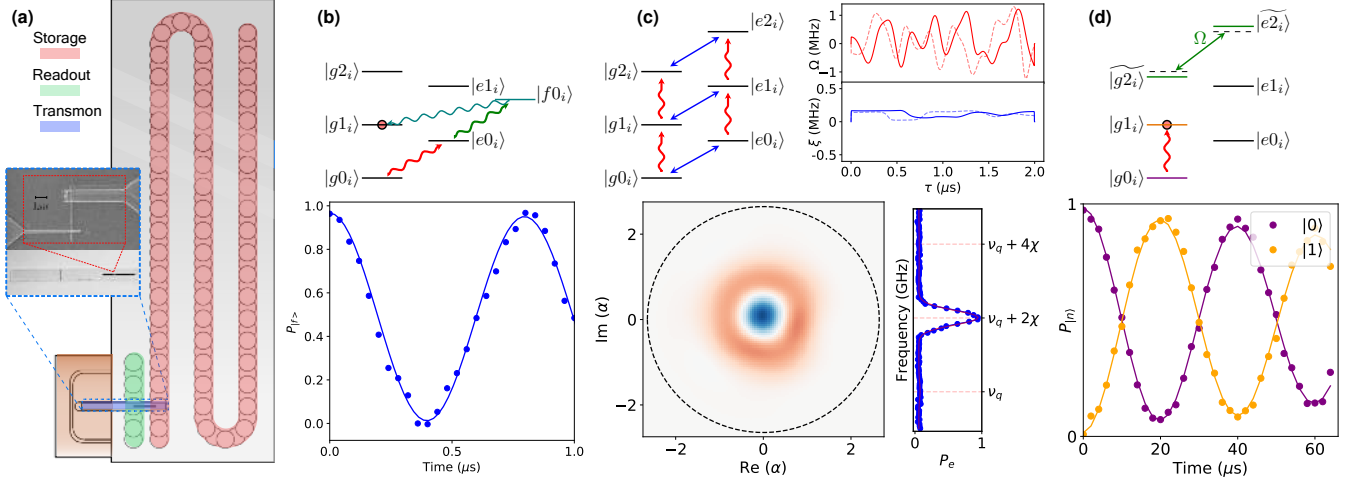 (a)
Storage
Readout
Transmon
1μm
(b)
|g2ᵢ⟩
|e1ᵢ⟩
|f0ᵢ⟩
|g1ᵢ⟩
|e0ᵢ⟩
|g0ᵢ⟩
P|r>
1.0
0.8
0.6
0.4
0.2
0.0
0.0
0.5
1.0
Time (μs)
(c)
|e2ᵢ⟩
|g2ᵢ⟩
|e1ᵢ⟩
|g1ᵢ⟩
|e0ᵢ⟩
|g0ᵢ⟩
Ω (MHz)
1
0
−1
ξ (MHz)
0.5
0.0
-0.5
0.0
0.5
1.0
1.5
2.0
τ (μs)
Im (α)
2
0
−2
−2
0
2
Re (α)
Frequency (GHz)
ν_q + 4χ
ν_q + 2χ
ν_q
0
1
Pₑ
(d)
|e2ᵢ⟩
Ω
|g2ᵢ⟩
|e1ᵢ⟩
|g1ᵢ⟩
|e0ᵢ⟩
|g0ᵢ⟩
P|n⟩
1
0
|0⟩
|1⟩
0
20
40
60
Time (μs)